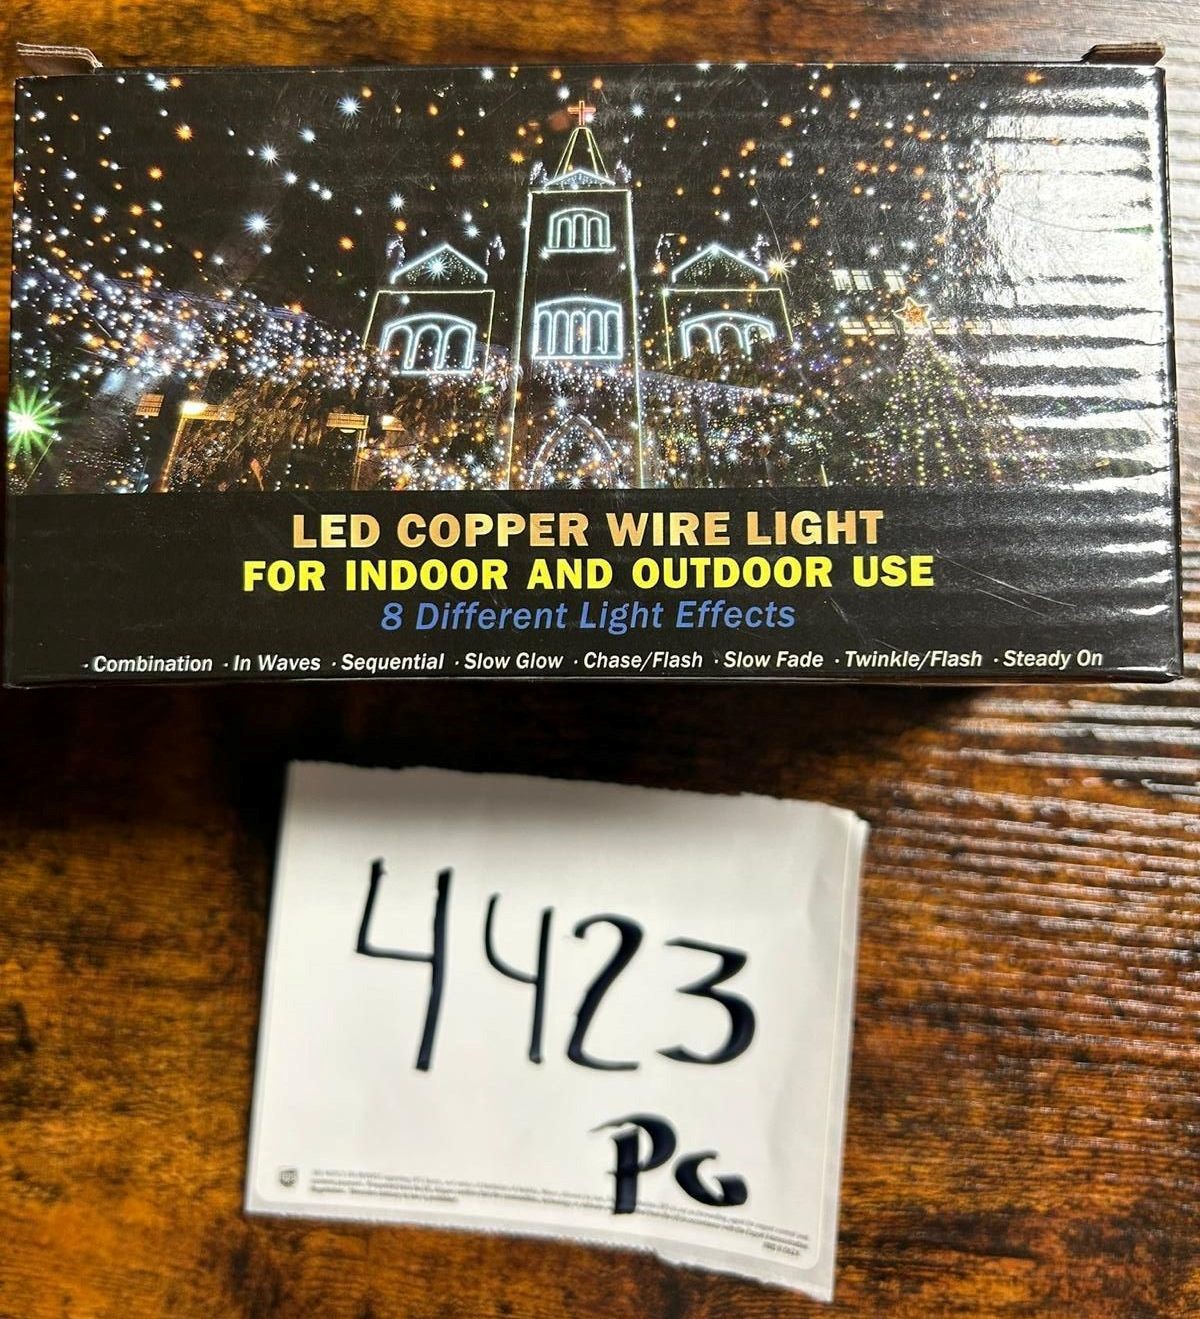 LED COPPER WIRE LIGHT
FOR INDOOR AND OUTDOOR USE
8 Different Light Effects
· Combination · In Waves · Sequential · Slow Glow · Chase/Flash · Slow Fade · Twinkle/Flash · Steady On
4423
PG